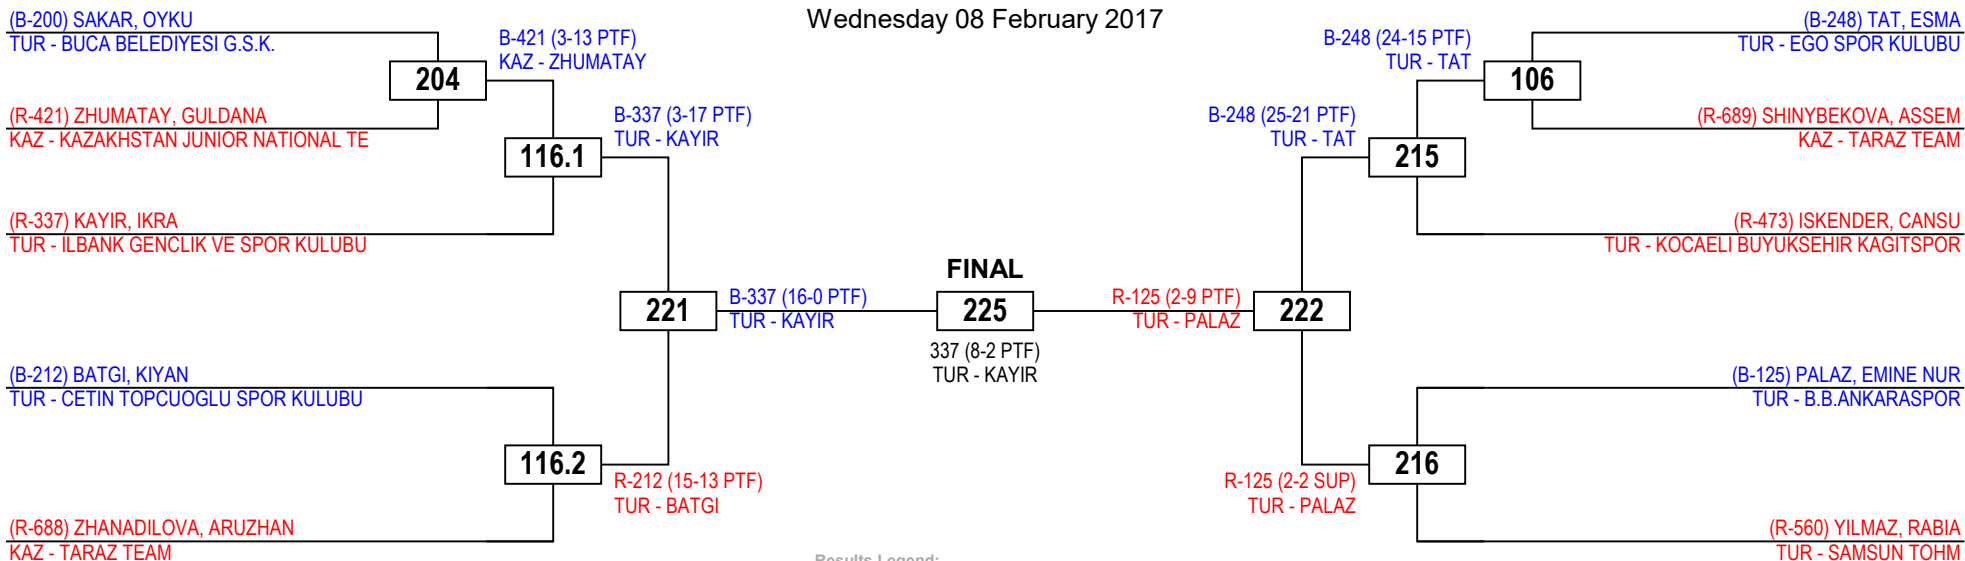 Wednesday 08 February 2017
(B-200) SAKAR, OYKU
TUR - BUCA BELEDIYESI G.S.K.
204
(R-421) ZHUMATAY, GULDANA
KAZ - KAZAKHSTAN JUNIOR NATIONAL TE
B-421 (3-13 PTF)
KAZ - ZHUMATAY
116.1
(R-337) KAYIR, IKRA
TUR - ILBANK GENCLIK VE SPOR KULUBU
B-337 (3-17 PTF)
TUR - KAYIR
221
B-337 (16-0 PTF)
TUR - KAYIR
(B-212) BATGI, KIYAN
TUR - CETIN TOPCUOGLU SPOR KULUBU
116.2
R-212 (15-13 PTF)
TUR - BATGI
(R-688) ZHANADILOVA, ARUZHAN
KAZ - TARAZ TEAM
FINAL
225
337 (8-2 PTF)
TUR - KAYIR
(B-248) TAT, ESMA
TUR - EGO SPOR KULUBU
B-248 (24-15 PTF)
TUR - TAT
106
(R-689) SHINYBEKOVA, ASSEM
KAZ - TARAZ TEAM
B-248 (25-21 PTF)
TUR - TAT
215
(R-473) ISKENDER, CANSU
TUR - KOCAELI BUYUKSEHIR KAGITSPOR
R-125 (2-9 PTF)
TUR - PALAZ
222
(B-125) PALAZ, EMINE NUR
TUR - B.B.ANKARASPOR
216
R-125 (2-2 SUP)
TUR - PALAZ
(R-560) YILMAZ, RABIA
TUR - SAMSUN TOHM
Results Legend: